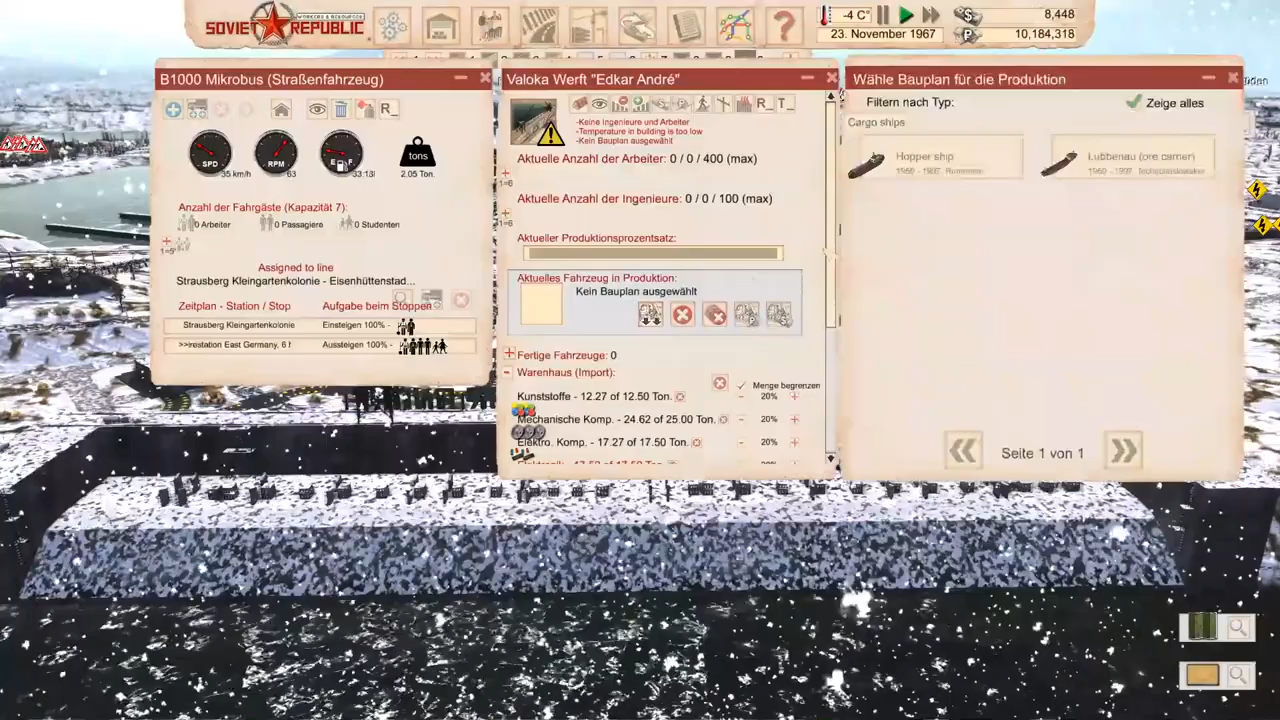 WORKERS & RESOURCES
SOVIET REPUBLIC
-4 C°
8,448
23. November 1967
10,184,318
B1000 Mikrobus (Straßenfahrzeug)
R_
SPD
RPM
35 km/h
63
tons
2.05 Ton.
Anzahl der Fahrgäste (Kapazität 7):
0 Arbeiter
0 Passagiere
0 Studenten
Assigned to line
Strausberg Kleingartenkolonie - Eisenhüttenstad...
Zeitplan - Station / Stop
Aufgabe beim Stoppen
Strausberg Kleingartenkolonie
Einsteigen 100% -
Aussteigen 100% -
Valoka Werft "Edkar André"
R_
T_
-Keine Ingenieure und Arbeiter
-Temperature in building is too low
-Kein Bauplan ausgewählt
Aktuelle Anzahl der Arbeiter: 0 / 0 / 400 (max)
Aktuelle Anzahl der Ingenieure: 0 / 0 / 100 (max)
Aktueller Produktionsprozentsatz:
Aktuelles Fahrzeug in Produktion:
Kein Bauplan ausgewählt
Fertige Fahrzeuge: 0
Warenhaus (Import):
Menge begrenzen
Kunststoffe - 12.27 of 12.50 Ton.
20%
Mechanische Komp. - 24.62 of 25.00 Ton.
20%
Elektro. Komp. - 17.27 of 17.50 Ton.
20%
Wähle Bauplan für die Produktion
Filtern nach Typ:
Zeige alles
Cargo ships
Hopper ship
Lubbenau (ore carrier)
Seite 1 von 1